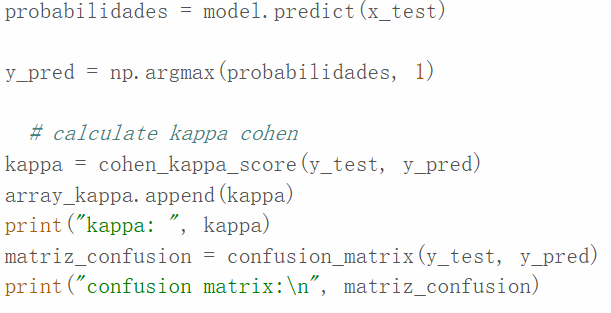 probabilidades = model.predict(x_test)
y_pred = np.argmax(probabilidades, 1)
# calculate kappa cohen
kappa = cohen_kappa_score(y_test, y_pred)
array_kappa.append(kappa)
print("kappa: ", kappa)
matriz_confusion = confusion_matrix(y_test, y_pred)
print("confusion matrix:\n", matriz_confusion)